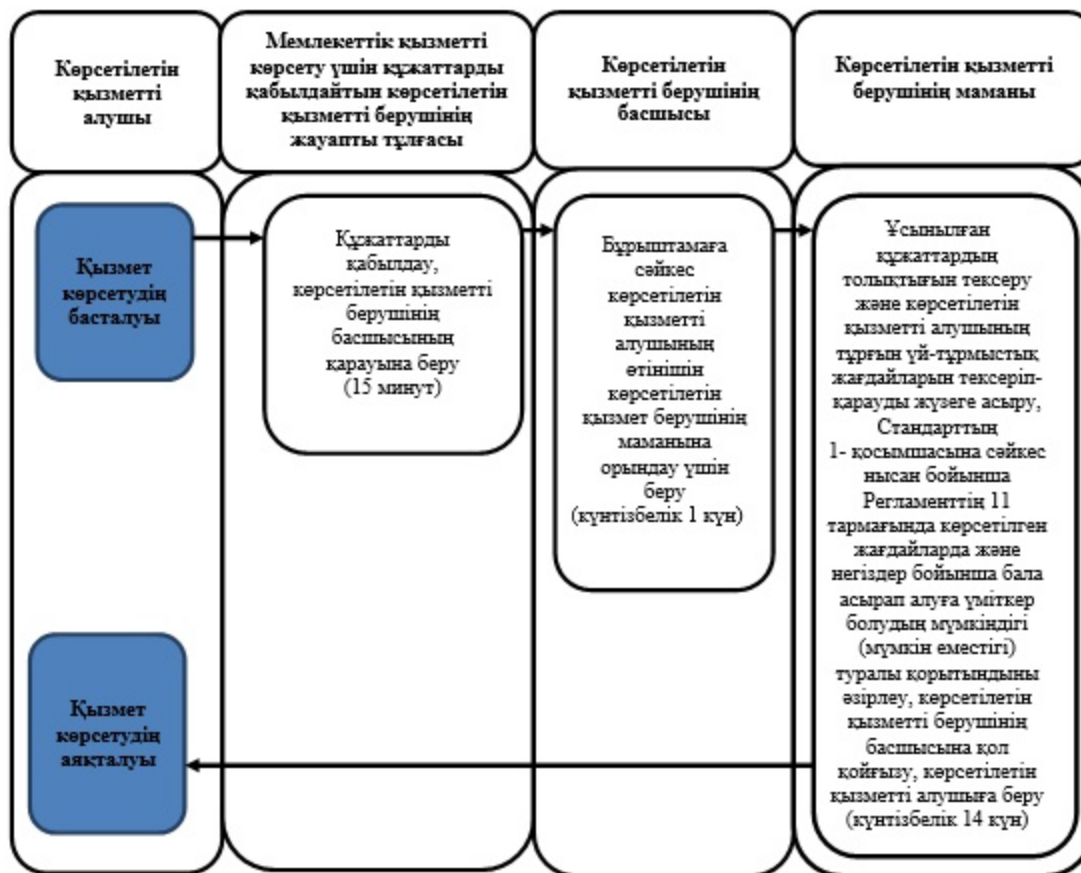 Көрсетілетін
қызметті
алушы
Мемлекеттік қызметті
көрсету үшін құжаттарды
қабылдайтын көрсетілетін
қызметті берушінің
жауапты тұлғасы
Көрсетілетін
қызметті берушінің
басшысы
Көрсетілетін қызметті
берушінің маманы
Қызмет
көрсетудің
басталуы
Құжаттарды
қабылдау,
көрсетілетін қызметті
берушінің
басшысының
қарауына беру
(15 минут)
Бұрыштамаға
сәйкес
көрсетілетін
қызметті
алушының
өтінішін
көрсетілетін
қызмет берушінің
маманына
орындау үшін
беру
(күнтізбелік 1 күн)
Ұсынылған
құжаттардың
толықтығын тексеру
және көрсетілетін
қызметті алушының
тұрғын үй-тұрмыстық
жағдайларын тексеріп-
қарауды жүзеге асыру,
Стандарттың
1- қосымшасына сәйкес
нысан бойынша
Регламенттің 11
тармағында көрсетілген
жағдайларда және
негіздер бойынша бала
асырап алуға үміткер
болудың мүмкіндігі
(мүмкін еместігі)
туралы қорытындыны
әзірлеу, көрсетілетін
қызметті берушінің
басшысына қол
қойғызу, көрсетілетін
қызметті алушыға беру
(күнтізбелік 14 күн)
Қызмет
көрсетудің
аяқталуы